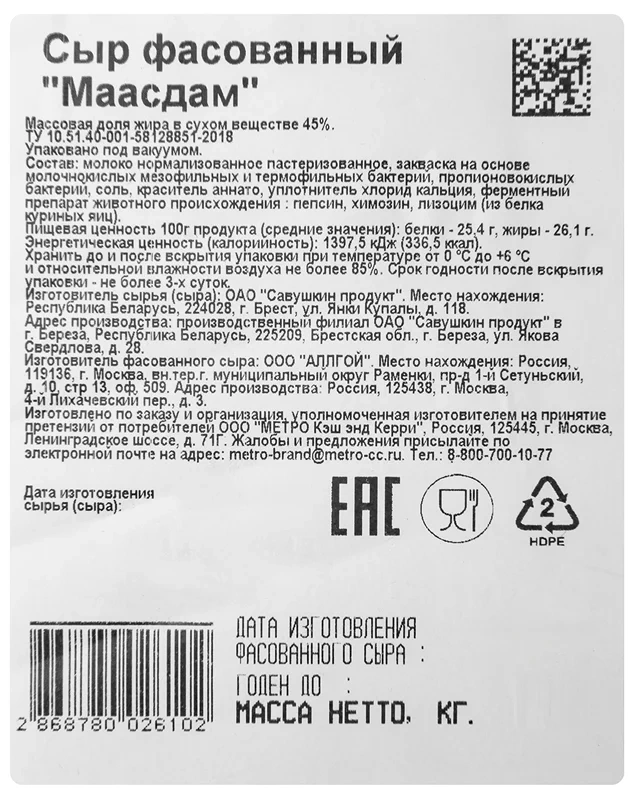 Сыр фасованный
"Маасдам"
Массовая доля жира в сухом веществе 45%.
ТУ 10.51.40-001-58128851-2018
Упаковано под вакуумом.
Состав: молоко нормализованное пастеризованное, закваска на основе
молочнокислых мезофильных и термофильных бактерий, пропионовокислых
бактерий, соль, краситель аннато, уплотнитель хлорид кальция, ферментный
препарат животного происхождения : пепсин, химозин, лизоцим (из белка
куриных яиц).
Пищевая ценность 100г продукта (средние значения): белки - 25,4 г, жиры - 26,1 г.
Энергетическая ценность (калорийность): 1397,5 кДж (336,5 ккал).
Хранить до и после вскрытия упаковки при температуре от 0 °С до +6 °С
и относительной влажности воздуха не более 85%. Срок годности после вскрытия
упаковки - не более 3-х суток.
Изготовитель сырья (сыра): ОАО "Савушкин продукт". Место нахождения:
Республика Беларусь, 224028, г. Брест, ул. Янки Купалы, д. 118.
Адрес производства: производственный филиал ОАО "Савушкин продукт" в
г. Береза, Республика Беларусь, 225209, Брестская обл., г. Береза, ул. Якова
Свердлова, д. 28.
Изготовитель фасованного сыра: ООО "АЛЛГОЙ". Место нахождения: Россия,
119136, г. Москва, вн.тер.г. муниципальный округ Раменки, пр-д 1-й Сетуньский,
д. 10, стр 13, оф. 509. Адрес производства: Россия, 125438, г. Москва,
4-й Лихачевский пер., д. 3.
Изготовлено по заказу и организация, уполномоченная изготовителем на принятие
претензий от потребителей ООО "МЕТРО Кэш энд Керри", Россия, 125445, г. Москва,
Ленинградское шоссе, д. 71Г. Жалобы и предложения присылайте по
электронной почте на адрес: metro-brand@metro-cc.ru. Тел.: 8-800-700-10-77
Дата изготовления
сырья (сыра):
ЕАС
2
HDPE
ДАТА ИЗГОТОВЛЕНИЯ
ФАСОВАННОГО СЫРА :
ГОДЕН ДО :
МАССА НЕТТО, КГ.
2 868780 026102